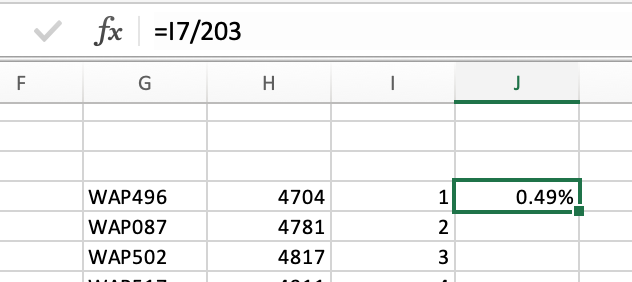 fx =I7/203
F G H I J
WAP496 4704 1 0.49%
WAP087 4781 2
WAP502 4817 3